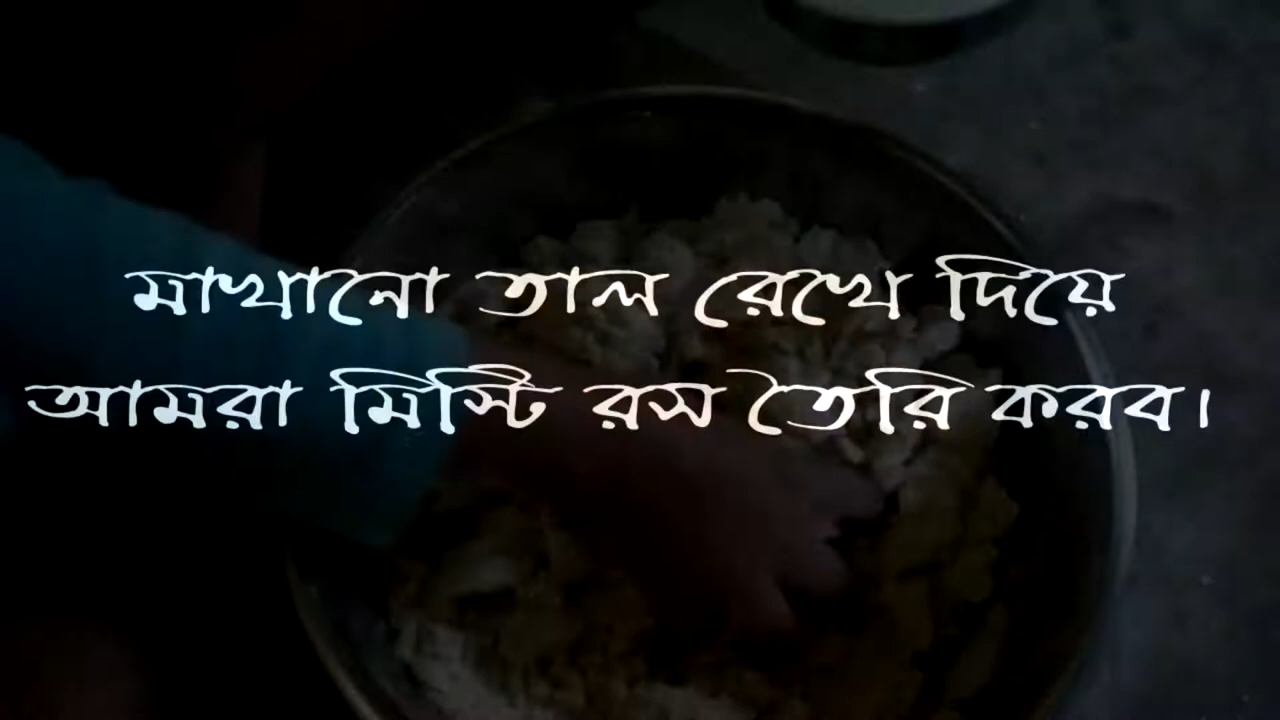 মাখানো তাল রেখে দিয়ে
আমরা মিস্টি রস তৈরি করব।